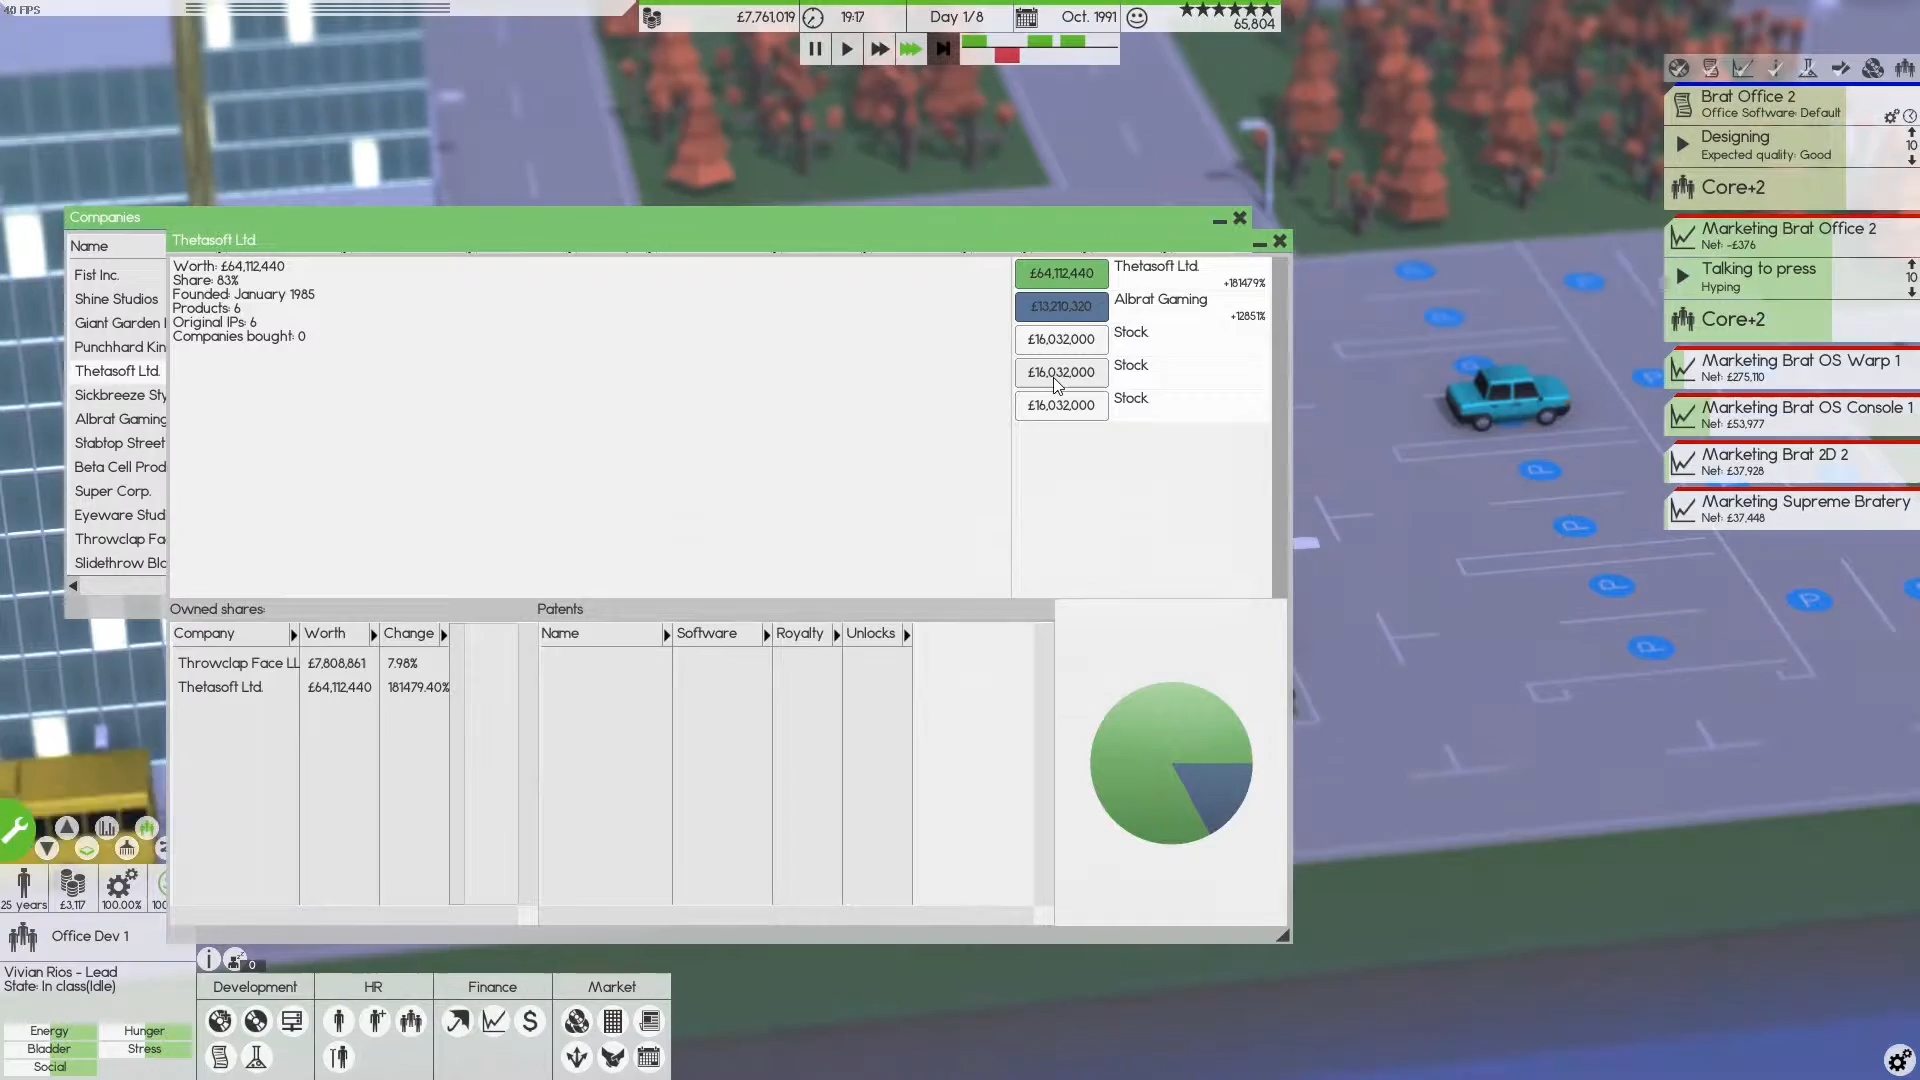 40 FPS
£7,761,019
19:17
Day 1/8
Oct. 1991
65,804
Brat Office 2
Office Software: Default
Designing
Expected quality: Good
10
Core+2
Marketing Brat Office 2
Net: -£376
Talking to press
Hyping
10
Core+2
Marketing Brat OS Warp 1
Net: £275,110
Marketing Brat OS Console 1
Net: £53,977
Marketing Brat 2D 2
Net: £37,928
Marketing Supreme Bratery
Net: £37,448
Companies
Name
Fist Inc.
Shine Studios
Giant Garden
Punchhard Kin
Thetasoft Ltd.
Sickbreeze Sty
Albrat Gaming
Stabtop Street
Beta Cell Prod
Super Corp.
Eyeware Stud
Throwclap Fa
Slidethrow Blo
Thetasoft Ltd.
Worth: £64,112,440
Share: 83%
Founded: January 1985
Products: 6
Original IPs: 6
Companies bought: 0
£64,112,440 Thetasoft Ltd.
+181479%
£13,210,320 Albrat Gaming
+12851%
£16,032,000 Stock
£16,032,000 Stock
£16,032,000 Stock
Owned shares:
Company Worth Change
Throwclap Face LL £7,808,861 7.98%
Thetasoft Ltd. £64,112,440 181479.40%
Patents
Name Software Royalty Unlocks
25 years £3,117 100.00% 100
Office Dev 1
Vivian Rios - Lead
State: In class(Idle)
Energy Hunger
Bladder Stress
Social
0
Development HR Finance Market